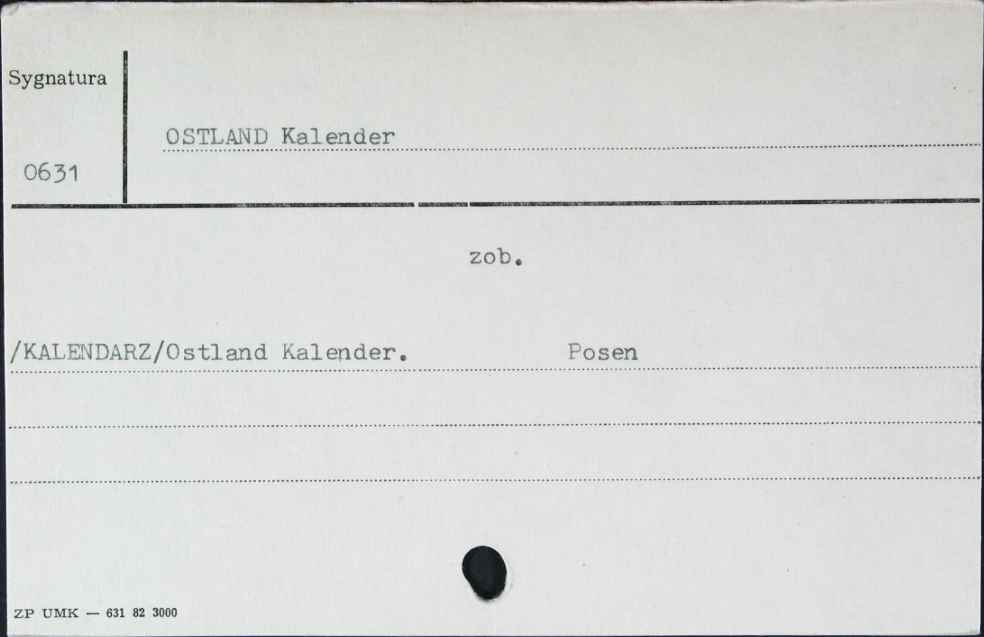 Sygnatura
OSTLAND Kalender
0631
zob.
/KALENDARZ/Ostland Kalender. Posen
ZP UMK — 631 82 3000